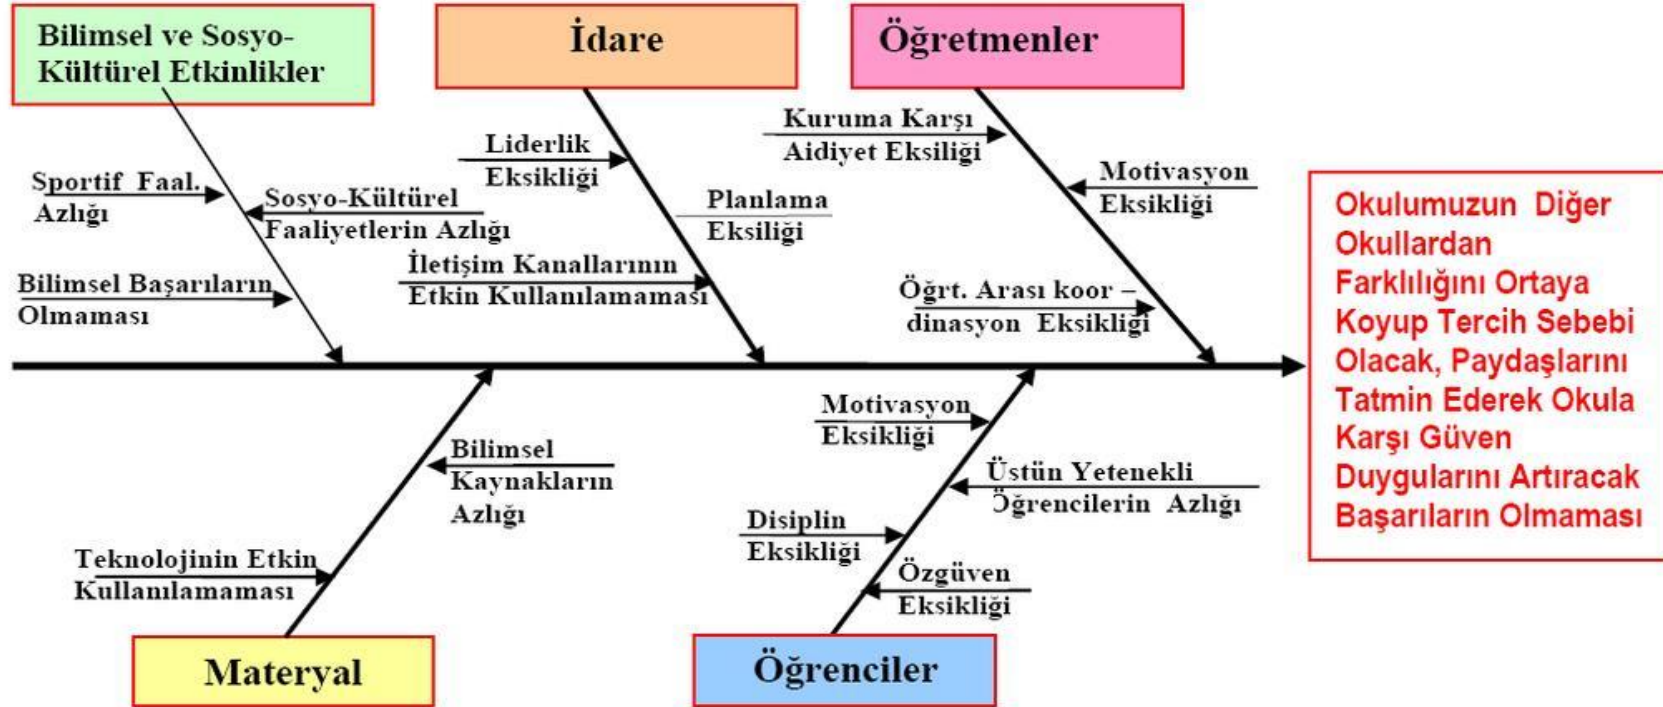 Bilimsel ve Sosyo-
Kültürel Etkinlikler
İdare
Öğretmenler
Sportif Faal.
Azlığı
Sosyo-Kültürel
Faaliyetlerin Azlığı
Bilimsel Başarıların
Olmaması
Liderlik
Eksikliği
Planlama
Eksiliği
İletişim Kanallarının
Etkin Kullanılamaması
Kuruma Karşı
Aidiyet Eksiliği
Motivasyon
Eksikliği
Öğrt. Arası koor –
dinasyon Eksikliği
Okulumuzun Diğer
Okullardan
Farklılığını Ortaya
Koyup Tercih Sebebi
Olacak, Paydaşlarını
Tatmin Ederek Okula
Karşı Güven
Duygularını Artıracak
Başarıların Olmaması
Bilimsel
Kaynakların
Azlığı
Teknolojinin Etkin
Kullanılamaması
Motivasyon
Eksikliği
Üstün Yetenekli
Öğrencilerin Azlığı
Disiplin
Eksikliği
Özgüven
Eksikliği
Materyal
Öğrenciler